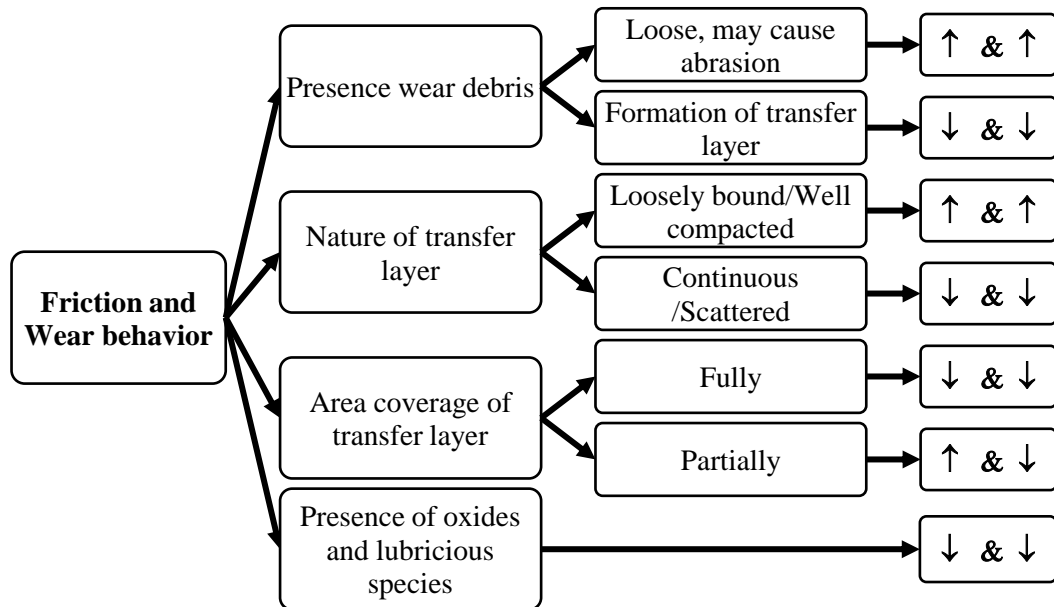 Friction and
Wear behavior
Presence wear debris
Loose, may cause
abrasion
↑ & ↑
Formation of transfer
layer
↓ & ↓
Nature of transfer
layer
Loosely bound/Well
compacted
↑ & ↑
Continuous
/Scattered
↓ & ↓
Area coverage of
transfer layer
Fully
↓ & ↓
Partially
↑ & ↓
Presence of oxides
and lubricious
species
↓ & ↓